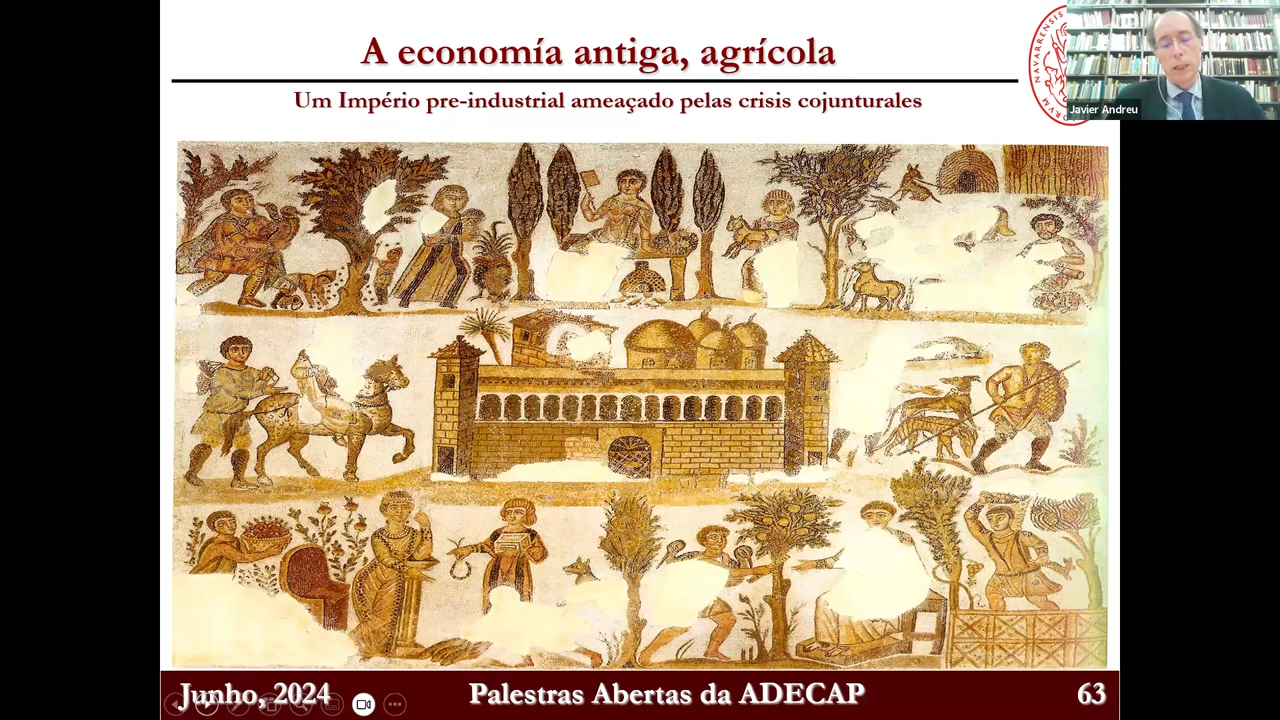 A economía antiga, agrícola
Um Império pre-industrial ameaçado pelas crisis cojunturales
NAVARRENSIS
Javier Andreu
Junho, 2024
Palestras Abertas da ADECAP
63